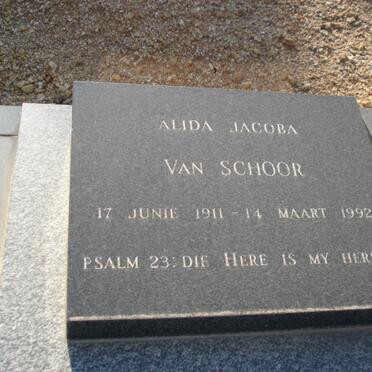 ALIDA JACOBA
VAN SCHOOR
17 JUNIE 1911 - 14 MAART 1992
PSALM 23: DIE HERE IS MY